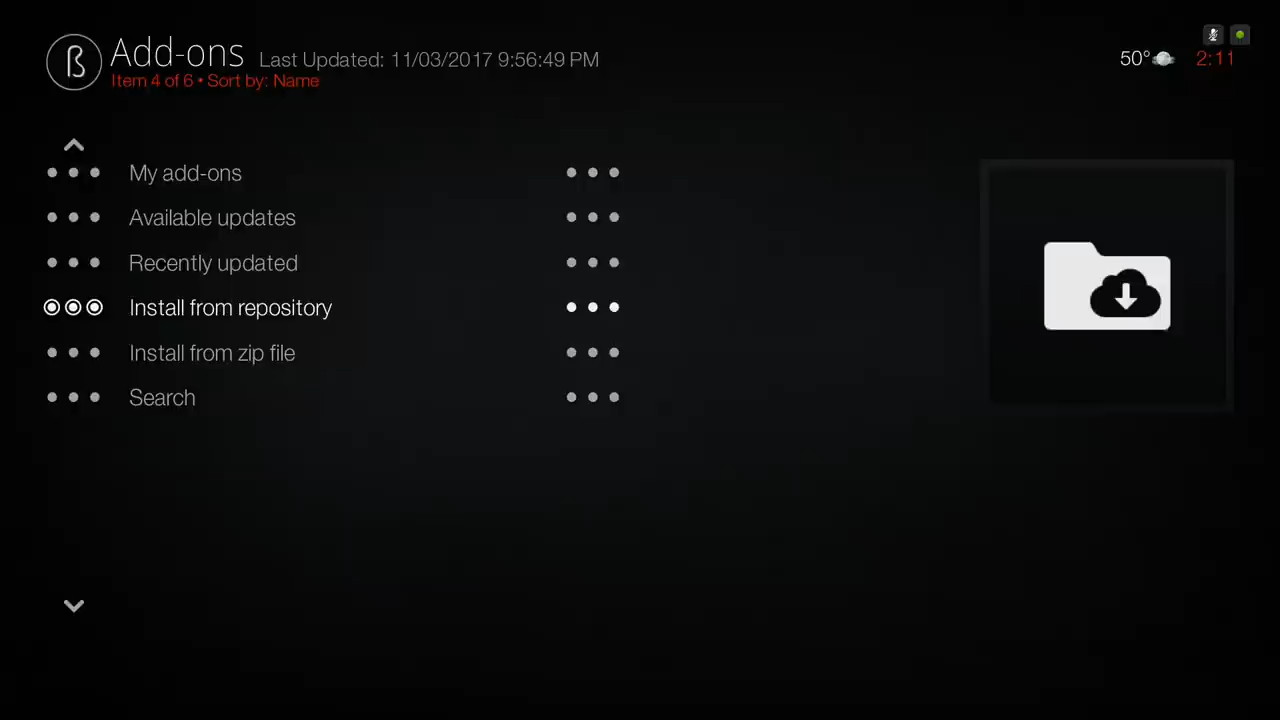 ß Add-ons Last Updated: 11/03/2017 9:56:49 PM
Item 4 of 6 • Sort by: Name
50° 2:11
My add-ons
Available updates
Recently updated
Install from repository
Install from zip file
Search